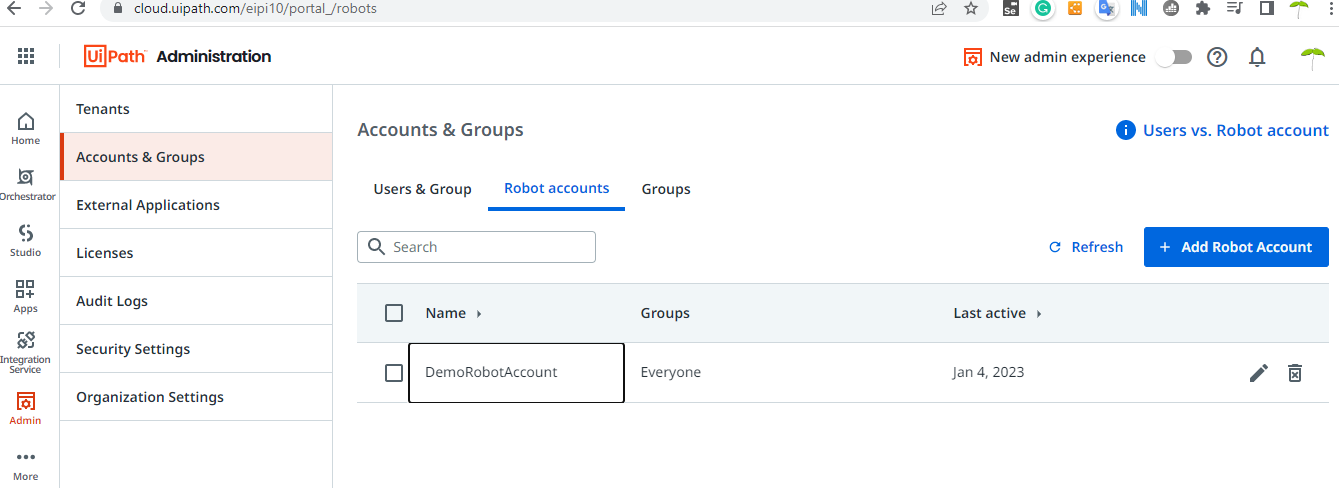 cloud.uipath.com/eipi10/portal_/robots
Se
G
N
UiPath Administration
New admin experience
Home
Orchestrator
Studio
Apps
Integration
Service
Admin
More
Tenants
Accounts & Groups
External Applications
Licenses
Audit Logs
Security Settings
Organization Settings
Accounts & Groups
Users vs. Robot account
Users & Group Robot accounts Groups
Search
Refresh
+ Add Robot Account
Name Groups Last active
DemoRobotAccount Everyone Jan 4, 2023